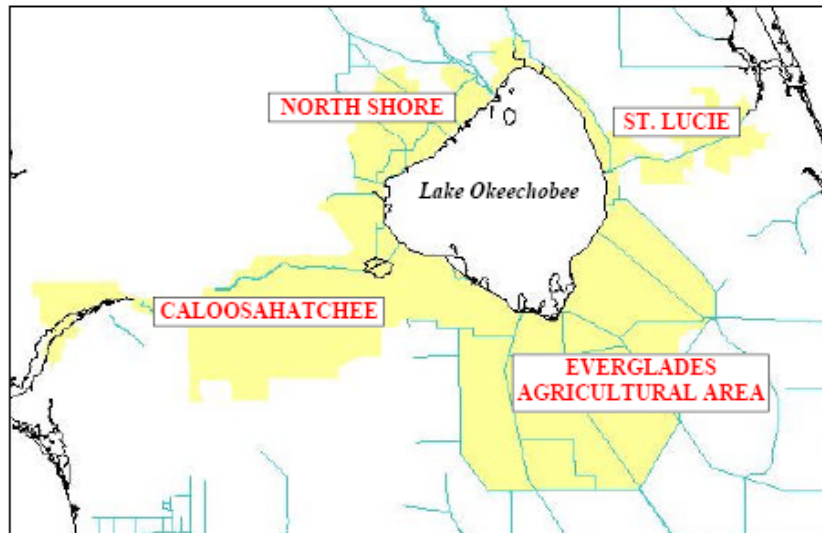 NORTH SHORE
ST. LUCIE
Lake Okeechobee
CALOOSAHATCHEE
EVERGLADES
AGRICULTURAL AREA